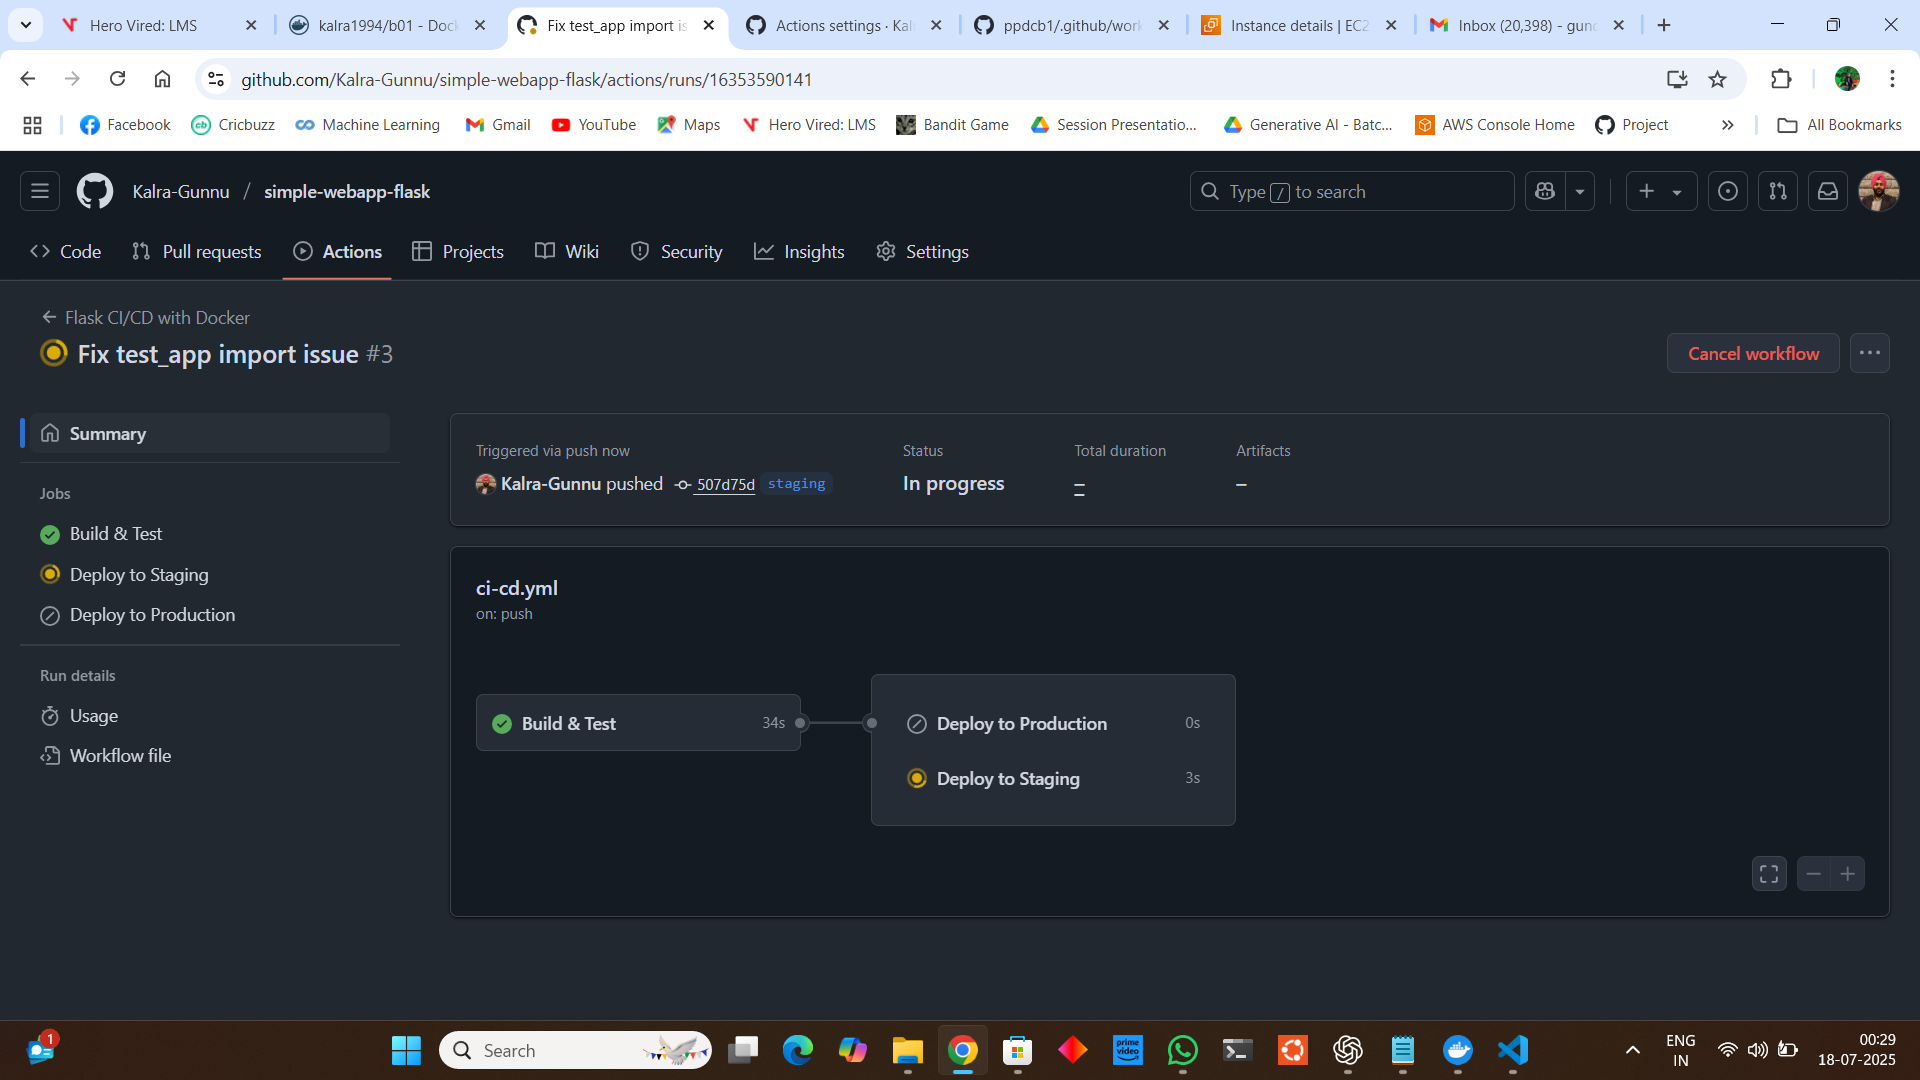 Hero Vired: LMS
kalra1994/b01 - Dock
Fix test_app import is
Actions settings · Kal
ppdcb1/.github/work
Instance details | EC2
Inbox (20,398) - gunn
github.com/Kalra-Gunnu/simple-webapp-flask/actions/runs/16353590141
Facebook
Cricbuzz
Machine Learning
Gmail
YouTube
Maps
Hero Vired: LMS
Bandit Game
Session Presentatio...
Generative AI - Batc...
AWS Console Home
Project
All Bookmarks
Kalra-Gunnu / simple-webapp-flask
Type / to search
Code
Pull requests
Actions
Projects
Wiki
Security
Insights
Settings
Flask CI/CD with Docker
Fix test_app import issue #3
Cancel workflow
Summary
Jobs
Build & Test
Deploy to Staging
Deploy to Production
Run details
Usage
Workflow file
Triggered via push now
Kalra-Gunnu pushed 507d75d staging
Status
In progress
Total duration
–
Artifacts
–
ci-cd.yml
on: push
Build & Test 34s
Deploy to Production 0s
Deploy to Staging 3s
1
Search
prime video
ENG
IN
00:29
18-07-2025